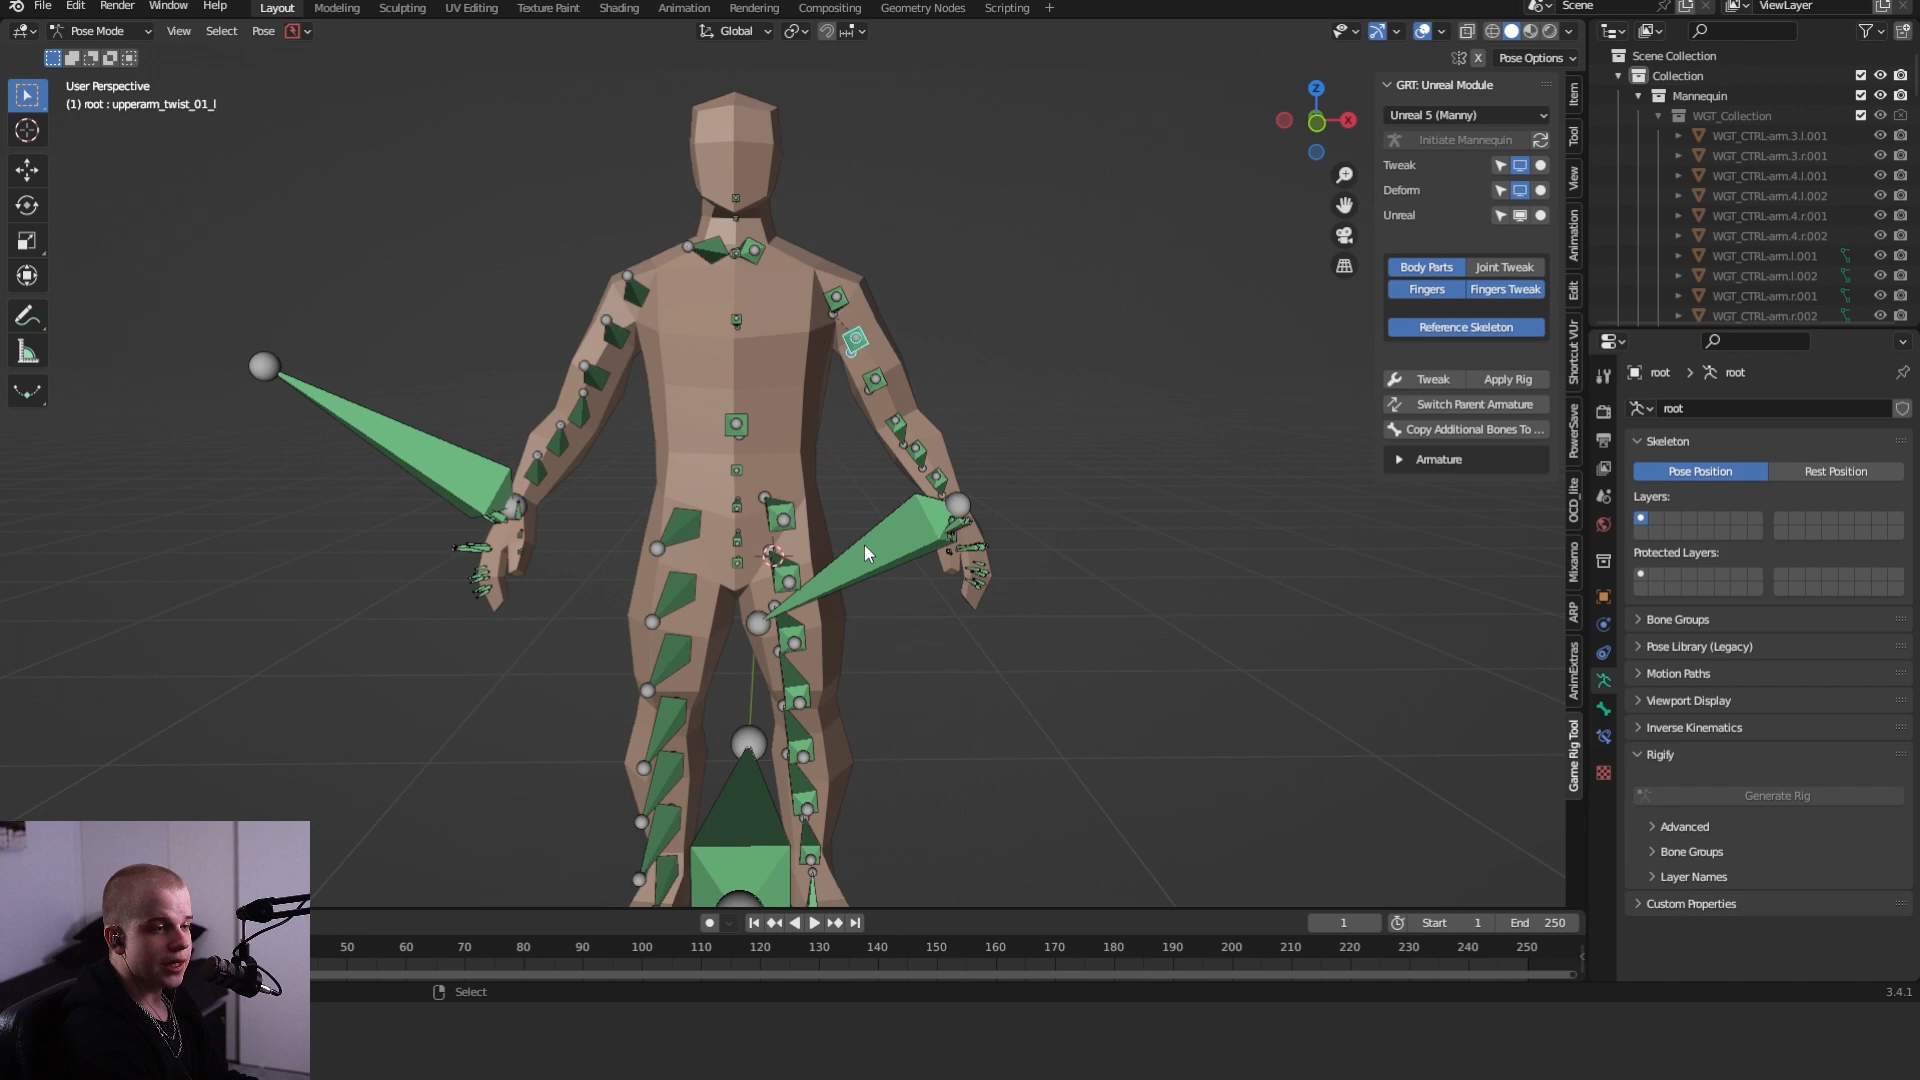 File Edit Render Window Help Layout Modeling Sculpting UV Editing Texture Paint Shading Animation Rendering Compositing Geometry Nodes Scripting + Scene ViewLayer
Pose Mode View Select Pose Global
X Pose Options
User Perspective
(1) root : upperarm_twist_01_l
Z
X
GRT: Unreal Module
Unreal 5 (Manny)
Initiate Mannequin
Tweak
Deform
Unreal
Body Parts Joint Tweak
Fingers Fingers Tweak
Reference Skeleton
Tweak Apply Rig
Switch Parent Armature
Copy Additional Bones To ...
Armature
Item
Tool
View
Animation
Edit
Shortcut VUr
PowerSave
OCD_lite
Mixamo
ARP
AnimExtras
Game Rig Tool
Scene Collection
Collection
Mannequin
WGT_Collection
WGT_CTRL-arm.3.l.001
WGT_CTRL-arm.3.r.001
WGT_CTRL-arm.4.l.001
WGT_CTRL-arm.4.l.002
WGT_CTRL-arm.4.r.001
WGT_CTRL-arm.4.r.002
WGT_CTRL-arm.l.001
WGT_CTRL-arm.l.002
WGT_CTRL-arm.r.001
WGT_CTRL-arm.r.002
root > root
root
Skeleton
Pose Position Rest Position
Layers:
Protected Layers:
Bone Groups
Pose Library (Legacy)
Motion Paths
Viewport Display
Inverse Kinematics
Rigify
Generate Rig
Advanced
Bone Groups
Layer Names
Custom Properties
1 Start 1 End 250
50 60 70 80 90 100 110 120 130 140 150 160 170 180 190 200 210 220 230 240 250
Select
3.4.1